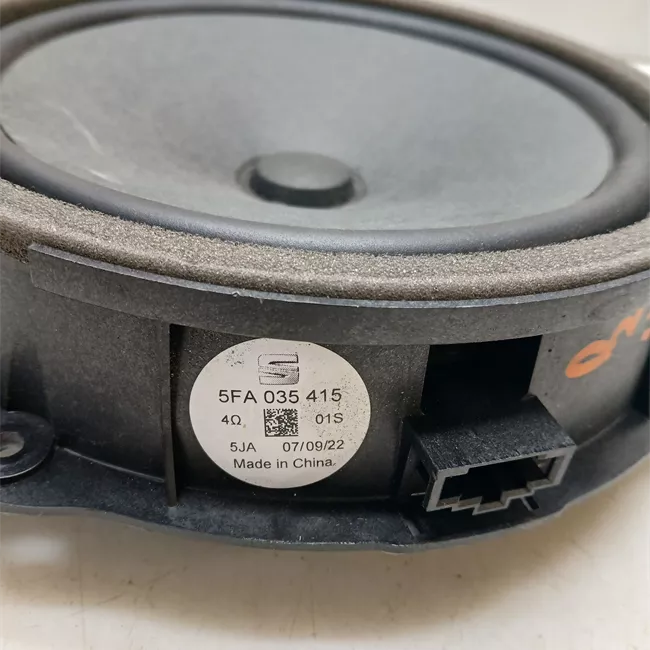 5FA 035 415
4Ω 01S
5JA 07/09/22
Made in China.